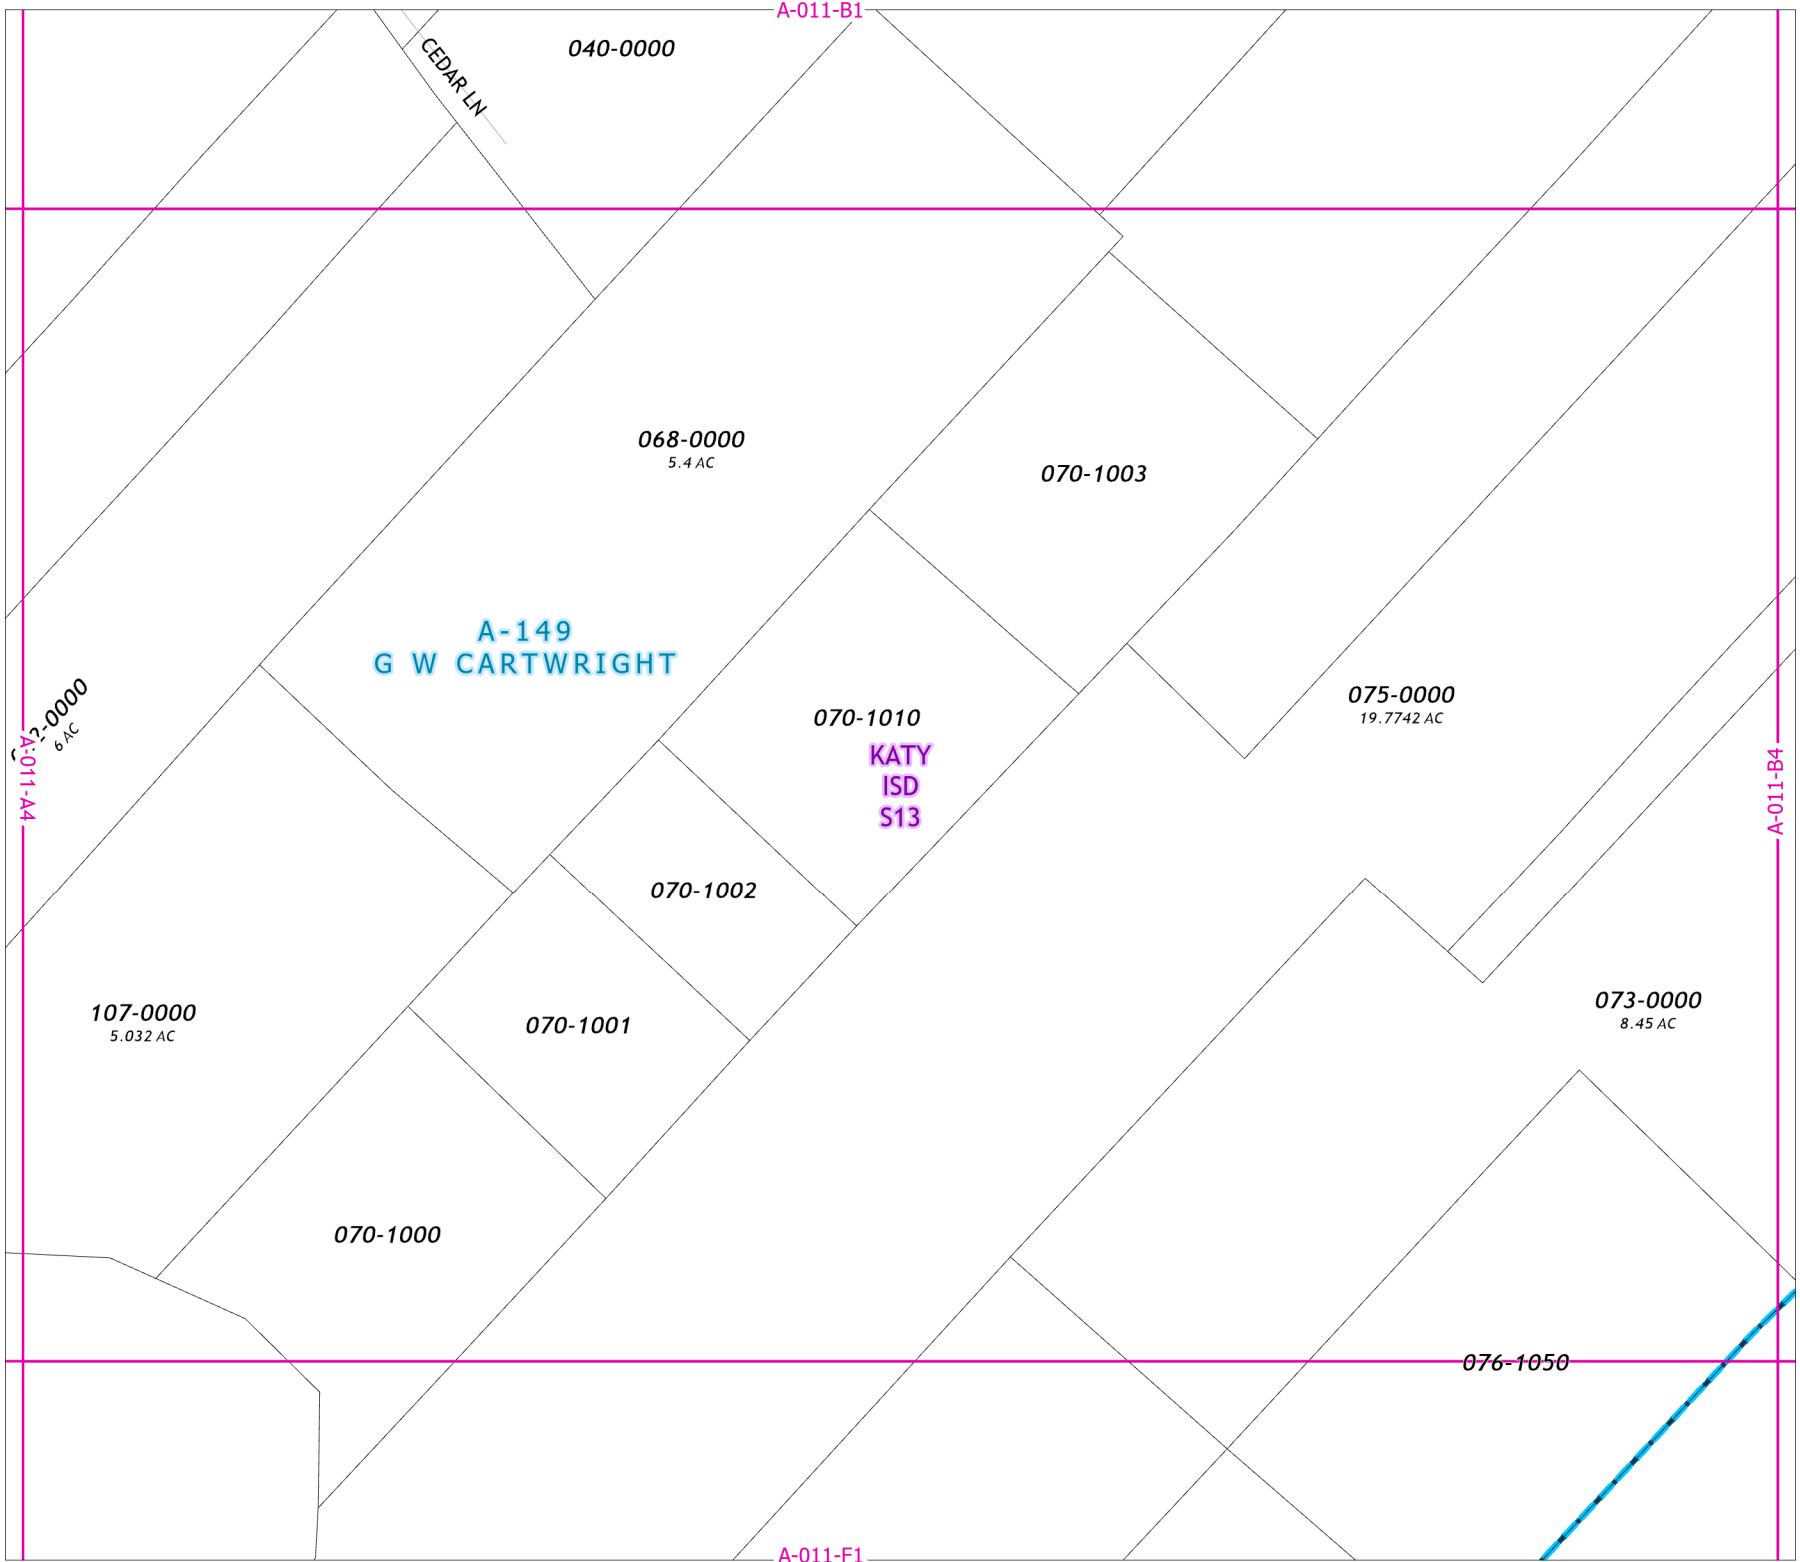 A-011-B1
040-0000
CEDAR LN
068-0000
5.4 AC
070-1003
A-149
G W CARTWRIGHT
075-0000
19.7742 AC
6 AC
A-011-A4
070-1010
KATY
ISD
S13
A-011-B4
070-1002
107-0000
5.032 AC
070-1001
073-0000
8.45 AC
070-1000
076-1050
A-011-F1